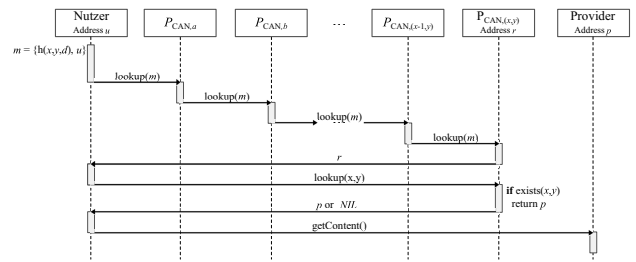 Nutzer
Address u
P_CAN,a
P_CAN,b
...
P_CAN,(x-1,y)
P_CAN,(x,y)
Address r
Provider
Address p
m = {h(x,y,d), u}
lookup(m)
lookup(m)
lookup(m)
...
lookup(m)
r
lookup(x,y)
if exists(x,y)
return p
p or NIL
getContent()